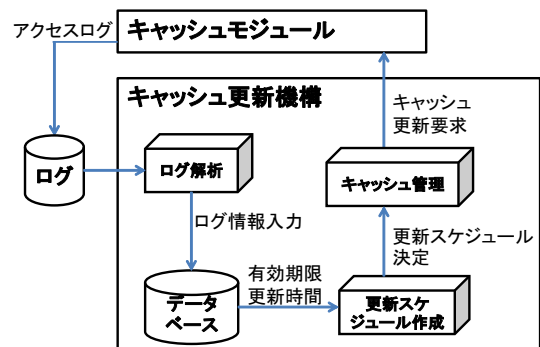 アクセスログ
キャッシュモジュール
キャッシュ更新機構
キャッシュ
更新要求
ログ
ログ解析
キャッシュ管理
ログ情報入力
更新スケジュール
決定
有効期限
更新時間
データ
ベース
更新スケ
ジュール作成